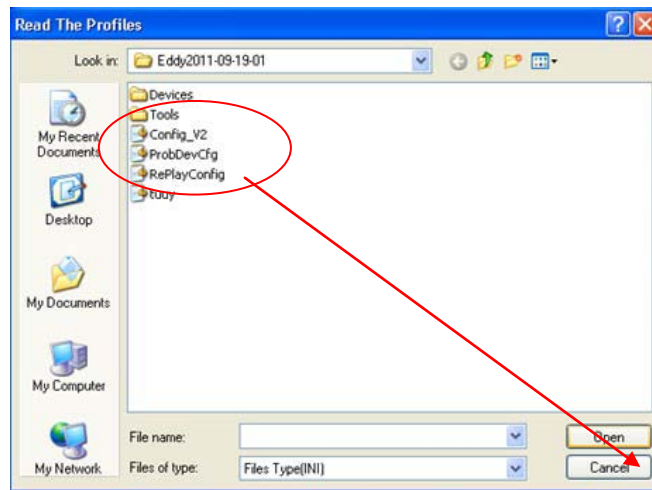 Read The Profiles
Look in:
Eddy2011-09-19-01
Devices
Tools
Config_V2
ProbDevCfg
RePlayConfig
My Recent
Documents
Desktop
My Documents
My Computer
My Network
File name:
Open
Files of type:
Files Type(INI)
Cancel